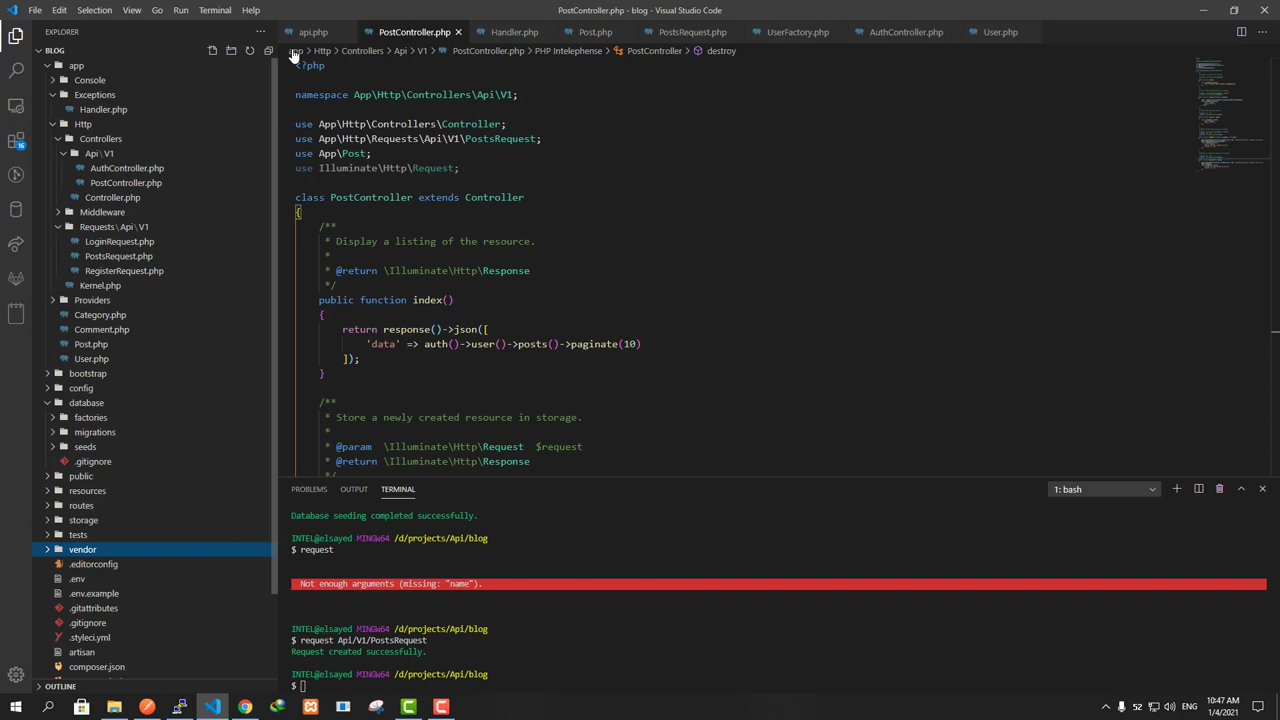 File Edit Selection View Go Run Terminal Help
PostController.php - blog - Visual Studio Code
EXPLORER
api.php PostController.php Handler.php Post.php PostsRequest.php UserFactory.php AuthController.php User.php
BLOG
app > Http > Controllers > Api > V1 > PostController.php > PHP Intelephense > PostController > destroy
app
Console
Exceptions
Handler.php
Http
Controllers
Api\V1
AuthController.php
PostController.php
Controller.php
Middleware
Requests\Api\V1
LoginRequest.php
PostsRequest.php
RegisterRequest.php
Kernel.php
Providers
Category.php
Comment.php
Post.php
User.php
bootstrap
config
database
factories
migrations
seeds
.gitignore
public
resources
routes
storage
tests
vendor
.editorconfig
.env
.env.example
.gitattributes
.gitignore
.styleci.yml
artisan
composer.json
OUTLINE
16
<?php
namespace App\Http\Controllers\Api\V1;
use App\Http\Controllers\Controller;
use App\Http\Requests\Api\V1\PostsRequest;
use App\Post;
use Illuminate\Http\Request;
class PostController extends Controller
{
/**
* Display a listing of the resource.
*
* @return \Illuminate\Http\Response
*/
public function index()
{
return response()->json([
'data' => auth()->user()->posts()->paginate(10)
]);
}
/**
* Store a newly created resource in storage.
*
* @param \Illuminate\Http\Request $request
* @return \Illuminate\Http\Response
*/
PROBLEMS OUTPUT TERMINAL
1: bash
Database seeding completed successfully.
INTEL@elsayed MINGW64 /d/projects/Api/blog
$ request
Not enough arguments (missing: "name").
INTEL@elsayed MINGW64 /d/projects/Api/blog
$ request Api/V1/PostsRequest
Request created successfully.
INTEL@elsayed MINGW64 /d/projects/Api/blog
$
ENG
10:47 AM
1/4/2021